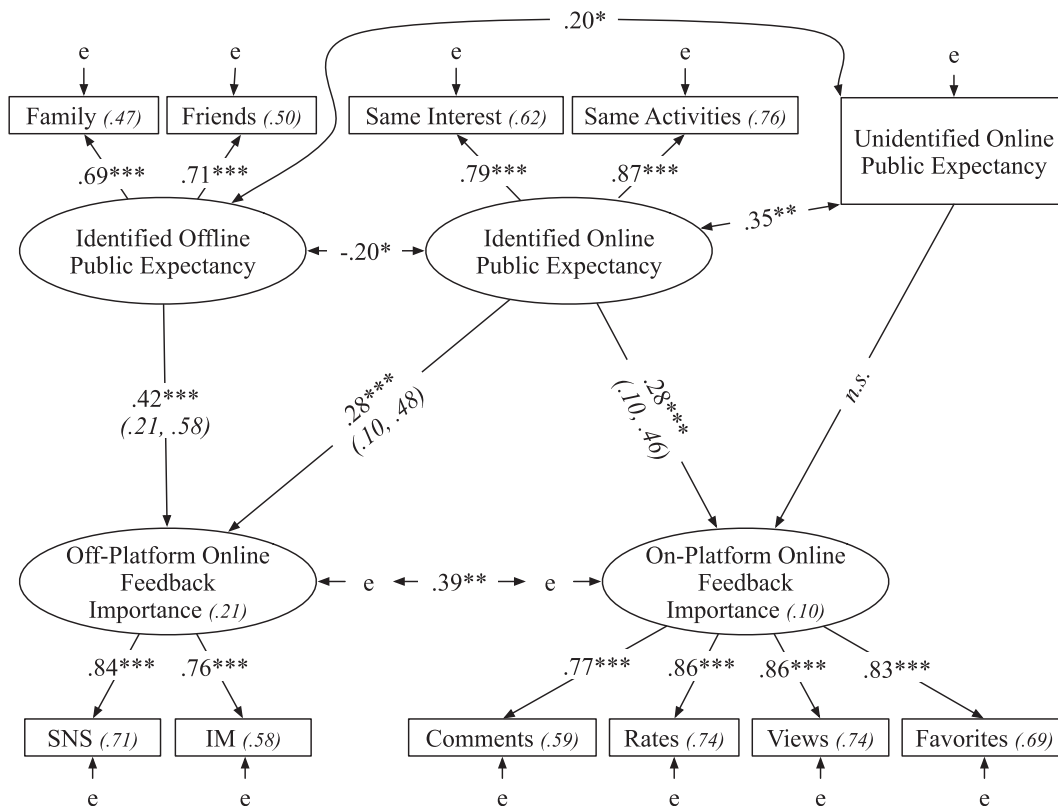 .20*
e
e
e
e
e
Family (.47)
Friends (.50)
Same Interest (.62)
Same Activities (.76)
Unidentified Online
Public Expectancy
.69***
.71***
.79***
.87***
.35**
Identified Offline
Public Expectancy
-.20*
Identified Online
Public Expectancy
.42***
(.21, .58)
.28***
(.10, .48)
.28***
(.10, .46)
n.s.
Off-Platform Online
Feedback
Importance (.21)
e
.39**
e
On-Platform Online
Feedback
Importance (.10)
.84***
.76***
.77***
.86***
.86***
.83***
SNS (.71)
IM (.58)
Comments (.59)
Rates (.74)
Views (.74)
Favorites (.69)
e
e
e
e
e
e